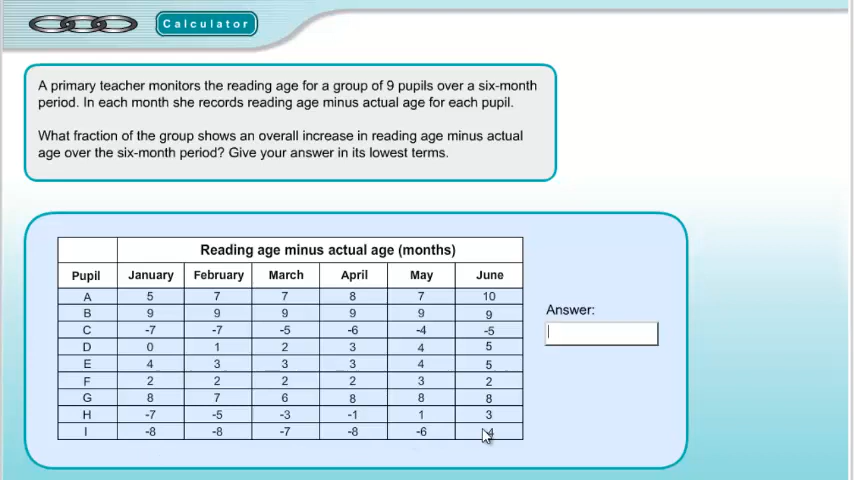 Calculator
A primary teacher monitors the reading age for a group of 9 pupils over a six-month
period. In each month she records reading age minus actual age for each pupil.
What fraction of the group shows an overall increase in reading age minus actual
age over the six-month period? Give your answer in its lowest terms.
Reading age minus actual age (months)
Pupil January February March April May June
A 5 7 7 8 7 10
B 9 9 9 9 9 9
C -7 -7 -5 -6 -4 -5
D 0 1 2 3 4 5
E 4 3 3 3 4 5
F 2 2 2 2 3 2
G 8 7 6 8 8 8
H -7 -5 -3 -1 1 3
I -8 -8 -7 -8 -6
Answer: